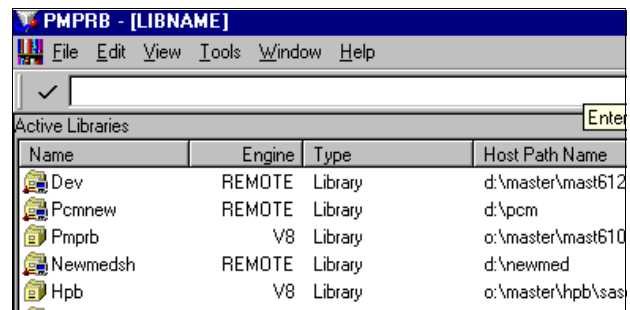 PMPRB - [LIBNAME]
File Edit View Tools Window Help
Enter
Active Libraries
Name Engine Type Host Path Name
Dev REMOTE Library d:\master\mast612
Pcmnew REMOTE Library d:\pcm
Pmprb V8 Library o:\master\mast610
Newmedsh REMOTE Library d:\newmed
Hpb V8 Library o:\master\hpb\sas